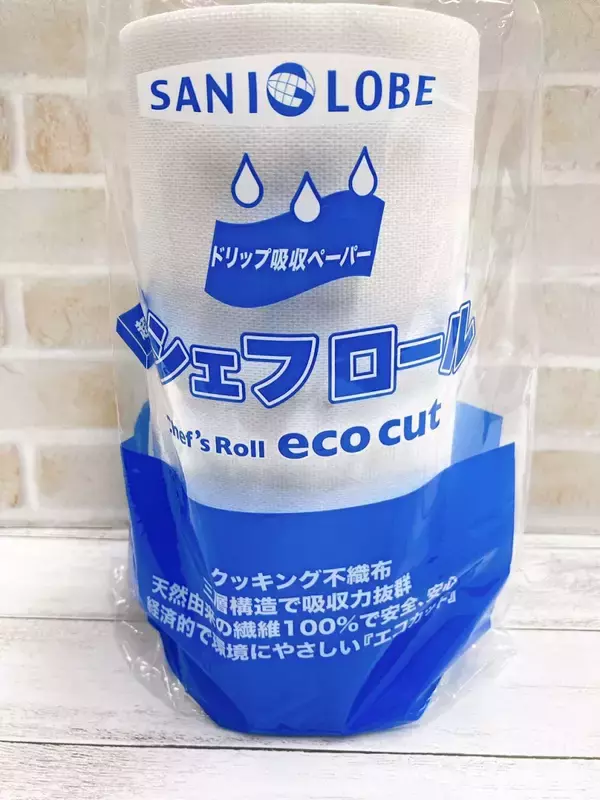 SANIGLOBE
ドリップ吸収ペーパー
シェフロール
Chef's Roll eco cut
クッキング不織布
三層構造で吸収力抜群
天然由来の繊維100%で安全、安心
経済的で環境にやさしい『エコカット』